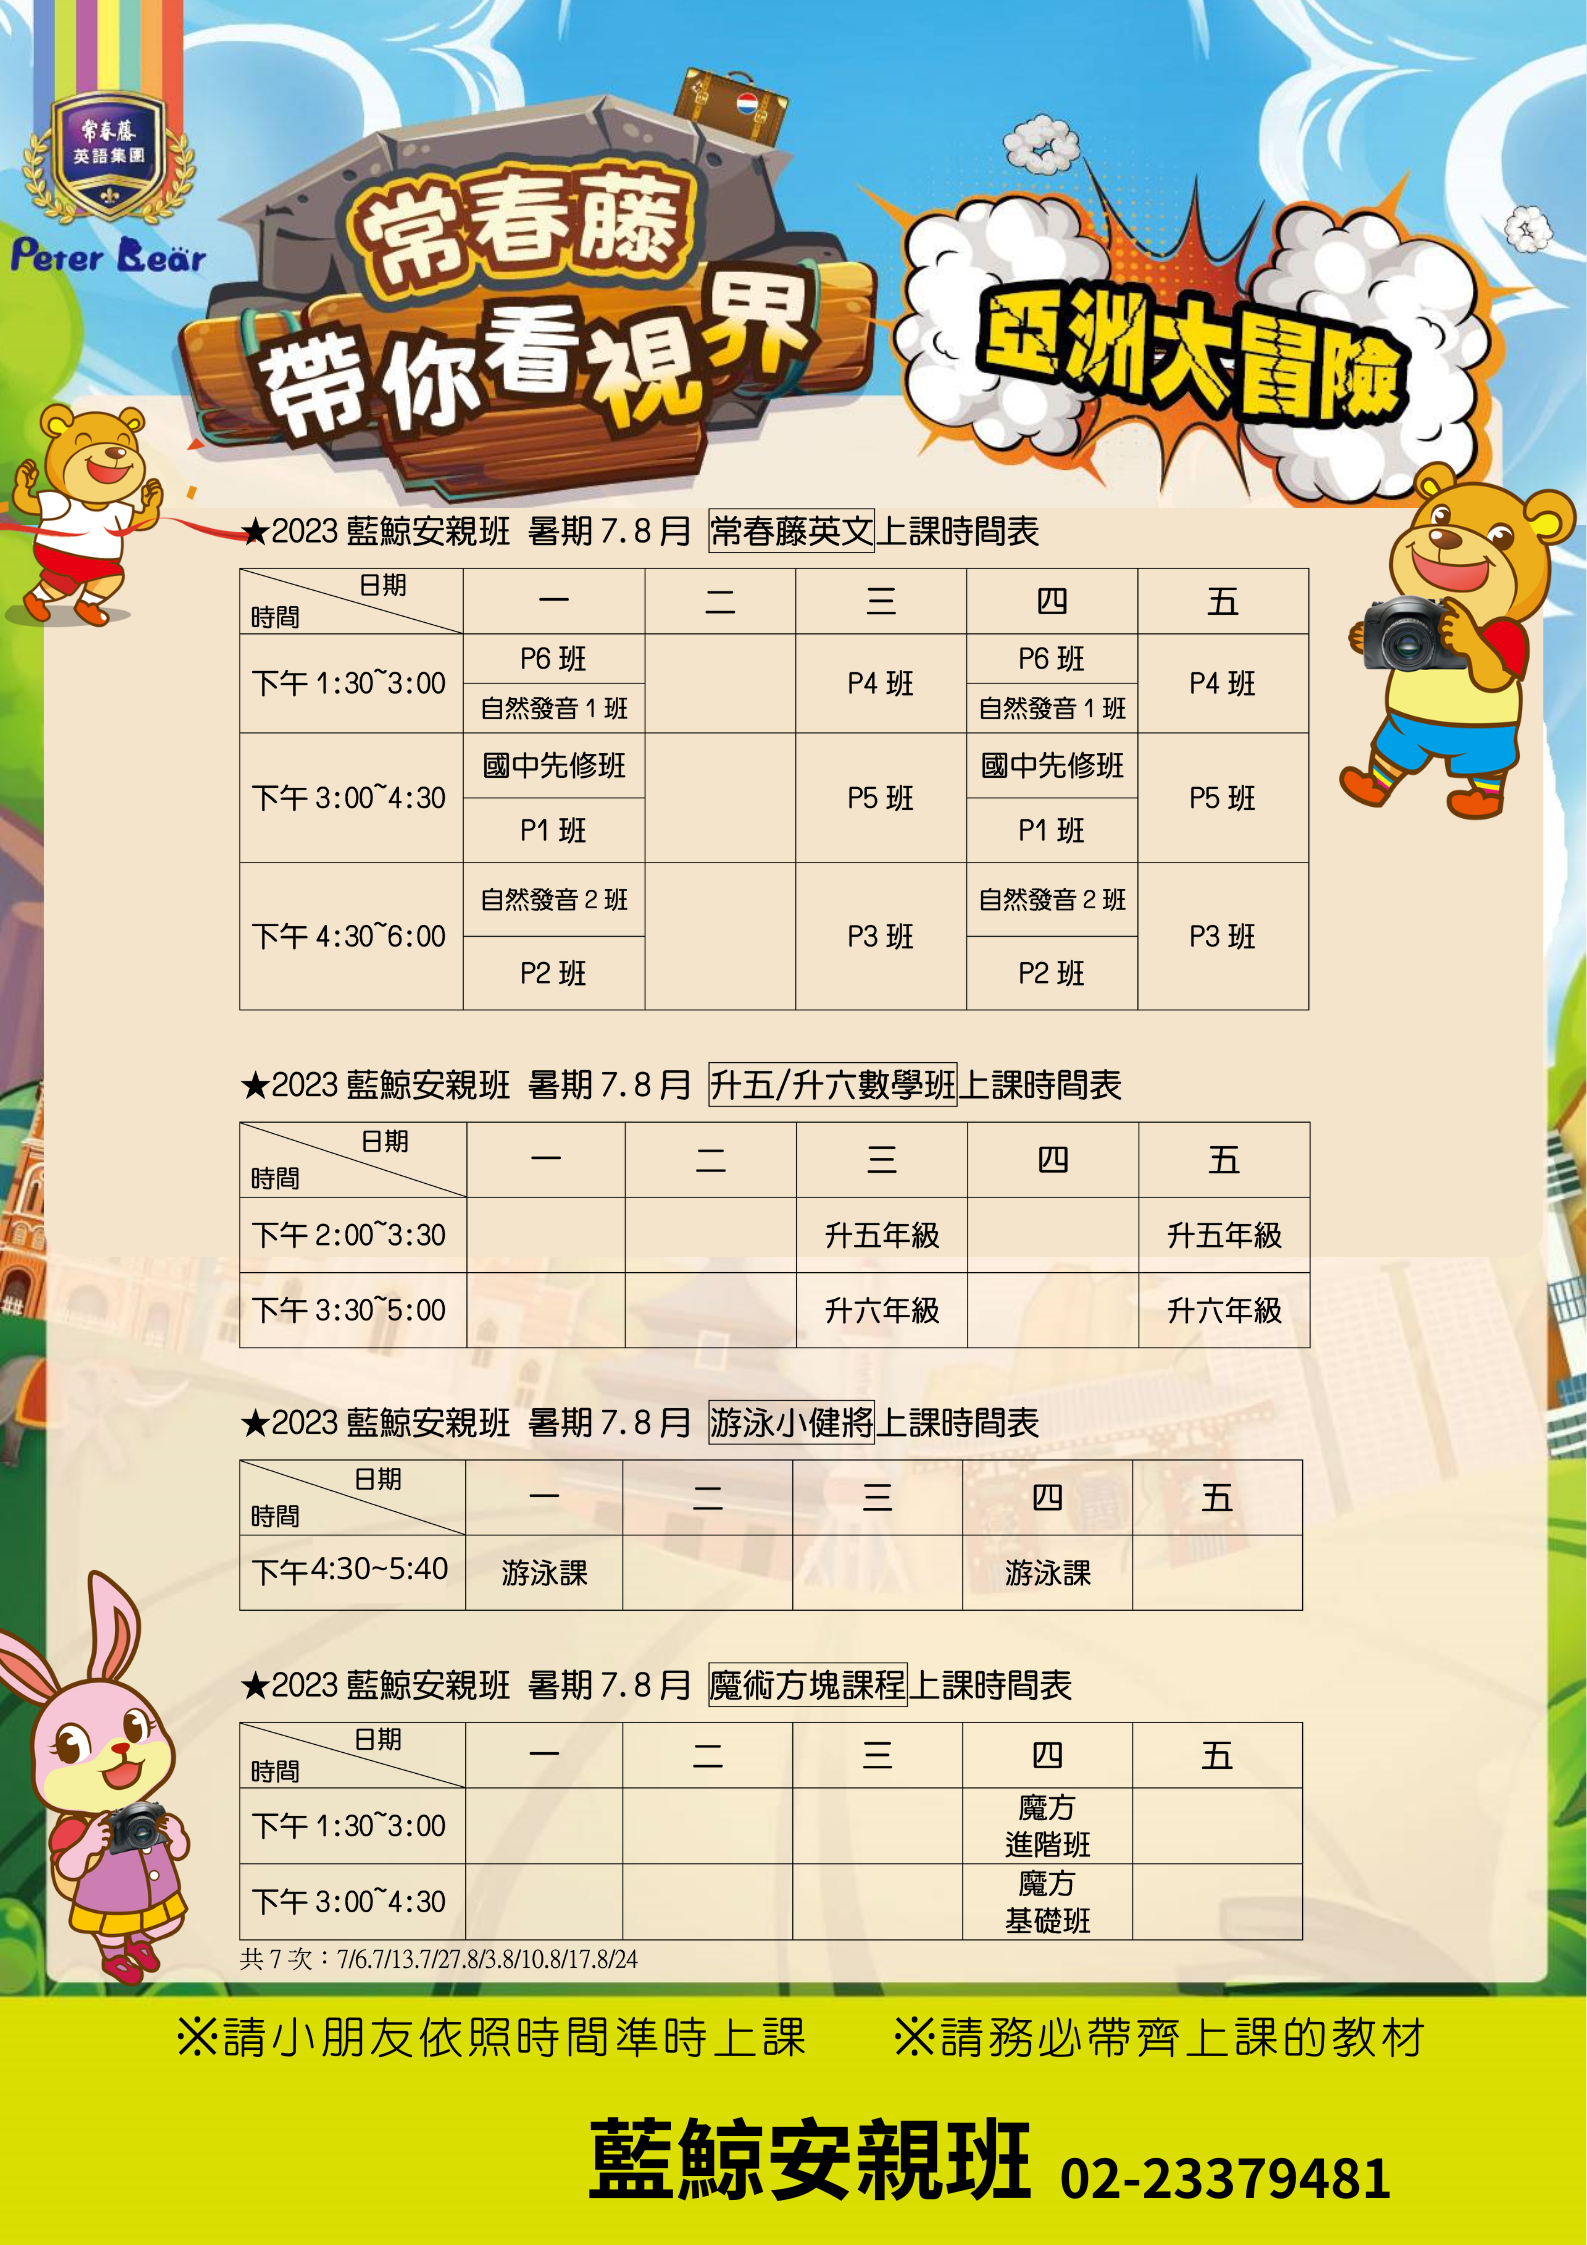 常春藤
英語集團
Peter Bear
常春藤
帶你看視界
亞洲大冒險
★2023 藍鯨安親班 暑期 7.8月 常春藤英文上課時間表
日期 時間 一 二 三 四 五
下午 1:30~3:00 P6 班 P4 班 P6 班 P4 班
自然發音 1 班 自然發音 1 班
下午 3:00~4:30 國中先修班 P5 班 國中先修班 P5 班
P1 班 P1 班
下午 4:30~6:00 自然發音 2 班 P3 班 自然發音 2 班 P3 班
P2 班 P2 班
★2023 藍鯨安親班 暑期 7.8月 升五/升六數學班上課時間表
日期 時間 一 二 三 四 五
下午 2:00~3:30 升五年級 升五年級
下午 3:30~5:00 升六年級 升六年級
★2023 藍鯨安親班 暑期 7.8月 游泳小健將上課時間表
日期 時間 一 二 三 四 五
下午4:30~5:40 游泳課 游泳課
★2023 藍鯨安親班 暑期 7.8月 魔術方塊課程上課時間表
日期 時間 一 二 三 四 五
下午 1:30~3:00 魔方
進階班
下午 3:00~4:30 魔方
基礎班
共 7 次：7/6.7/13.7/27.8/3.8/10.8/17.8/24
※請小朋友依照時間準時上課 ※請務必帶齊上課的教材
藍鯨安親班 02-23379481